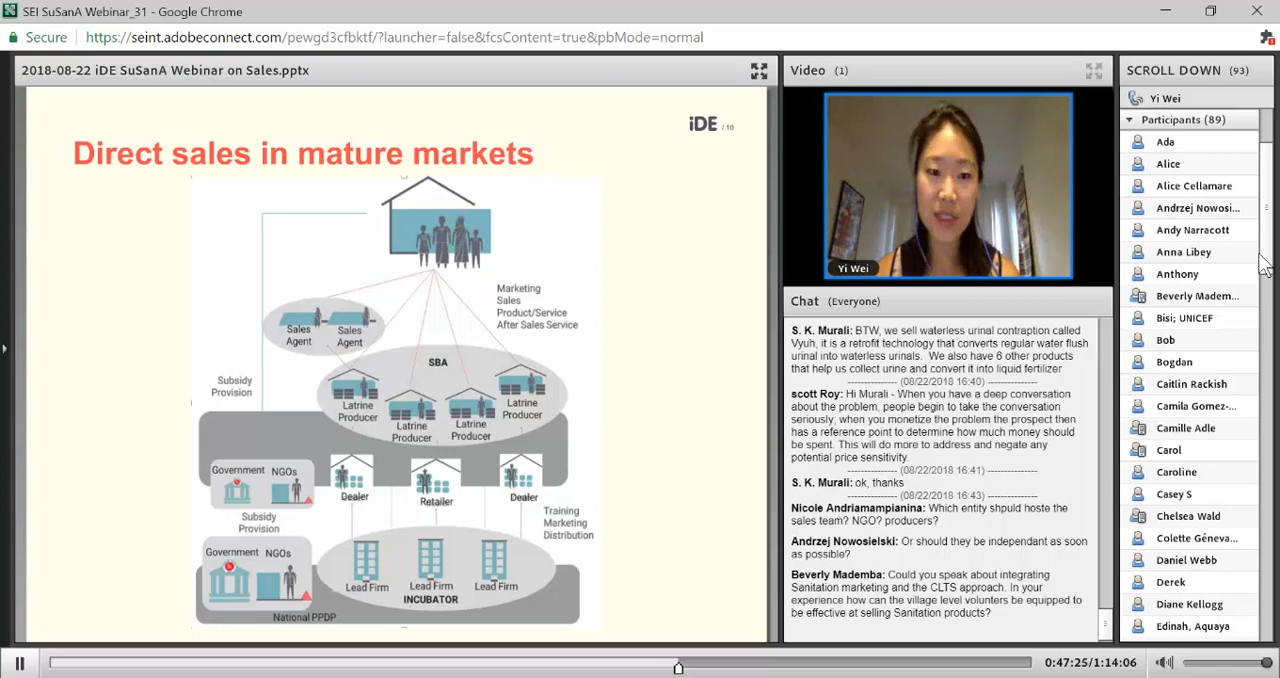 SEI SuSanA Webinar_31 - Google Chrome
Secure
https://seint.adobeconnect.com/pewgd3cfbktf/?launcher=false&fcsContent=true&pbMode=normal
2018-08-22 iDE SuSanA Webinar on Sales.pptx
iDE / 10
Direct sales in mature markets
Marketing
Sales
Product/Service
After Sales Service
Sales
Agent
Sales
Agent
SBA
Subsidy
Provision
Latrine
Producer
Latrine
Producer
Latrine
Producer
Latrine
Producer
Government
NGOs
Dealer
Retailer
Dealer
Subsidy
Provision
Training
Marketing
Distribution
Government
NGOs
Lead Firm
Lead Firm
Lead Firm
INCUBATOR
National PPDP
Video (1)
Yi Wei
Chat (Everyone)
S. K. Murali: BTW, we sell waterless urinal contraption called
Vyuh, it is a retrofit technology that converts regular water flush
urinal into waterless urinals. We also have 6 other products
that help us collect urine and convert it into liquid fertilizer
--------------- (08/22/2018 16:40) ---------------
scott Roy: Hi Murali - When you have a deep conversation
about the problem, people begin to take the conversation
seriously; when you monetize the problem the prospect then
has a reference point to determine how much money should
be spent. This will do more to address and negate any
potential price sensitivity.
--------------- (08/22/2018 16:41) ---------------
S. K. Murali: ok, thanks
--------------- (08/22/2018 16:43) ---------------
Nicole Andriamampianina: Which entity shpuld hoste the
sales team? NGO? producers?
Andrzej Nowosielski: Or should they be independant as soon
as possible?
Beverly Mademba: Could you speak about integrating
Sanitation marketing and the CLTS approach. In your
experience how can the village level volunters be equipped to
be effective at selling Sanitation products?
SCROLL DOWN (93)
Yi Wei
Participants (89)
Ada
Alice
Alice Cellamare
Andrzej Nowosi...
Andy Narracott
Anna Libey
Anthony
Beverly Madem...
Bisi; UNICEF
Bob
Bogdan
Caitlin Rackish
Camila Gomez-...
Camille Adle
Carol
Caroline
Casey S
Chelsea Wald
Colette Géneva...
Daniel Webb
Derek
Diane Kellogg
Edinah, Aquaya
0:47:25/1:14:06